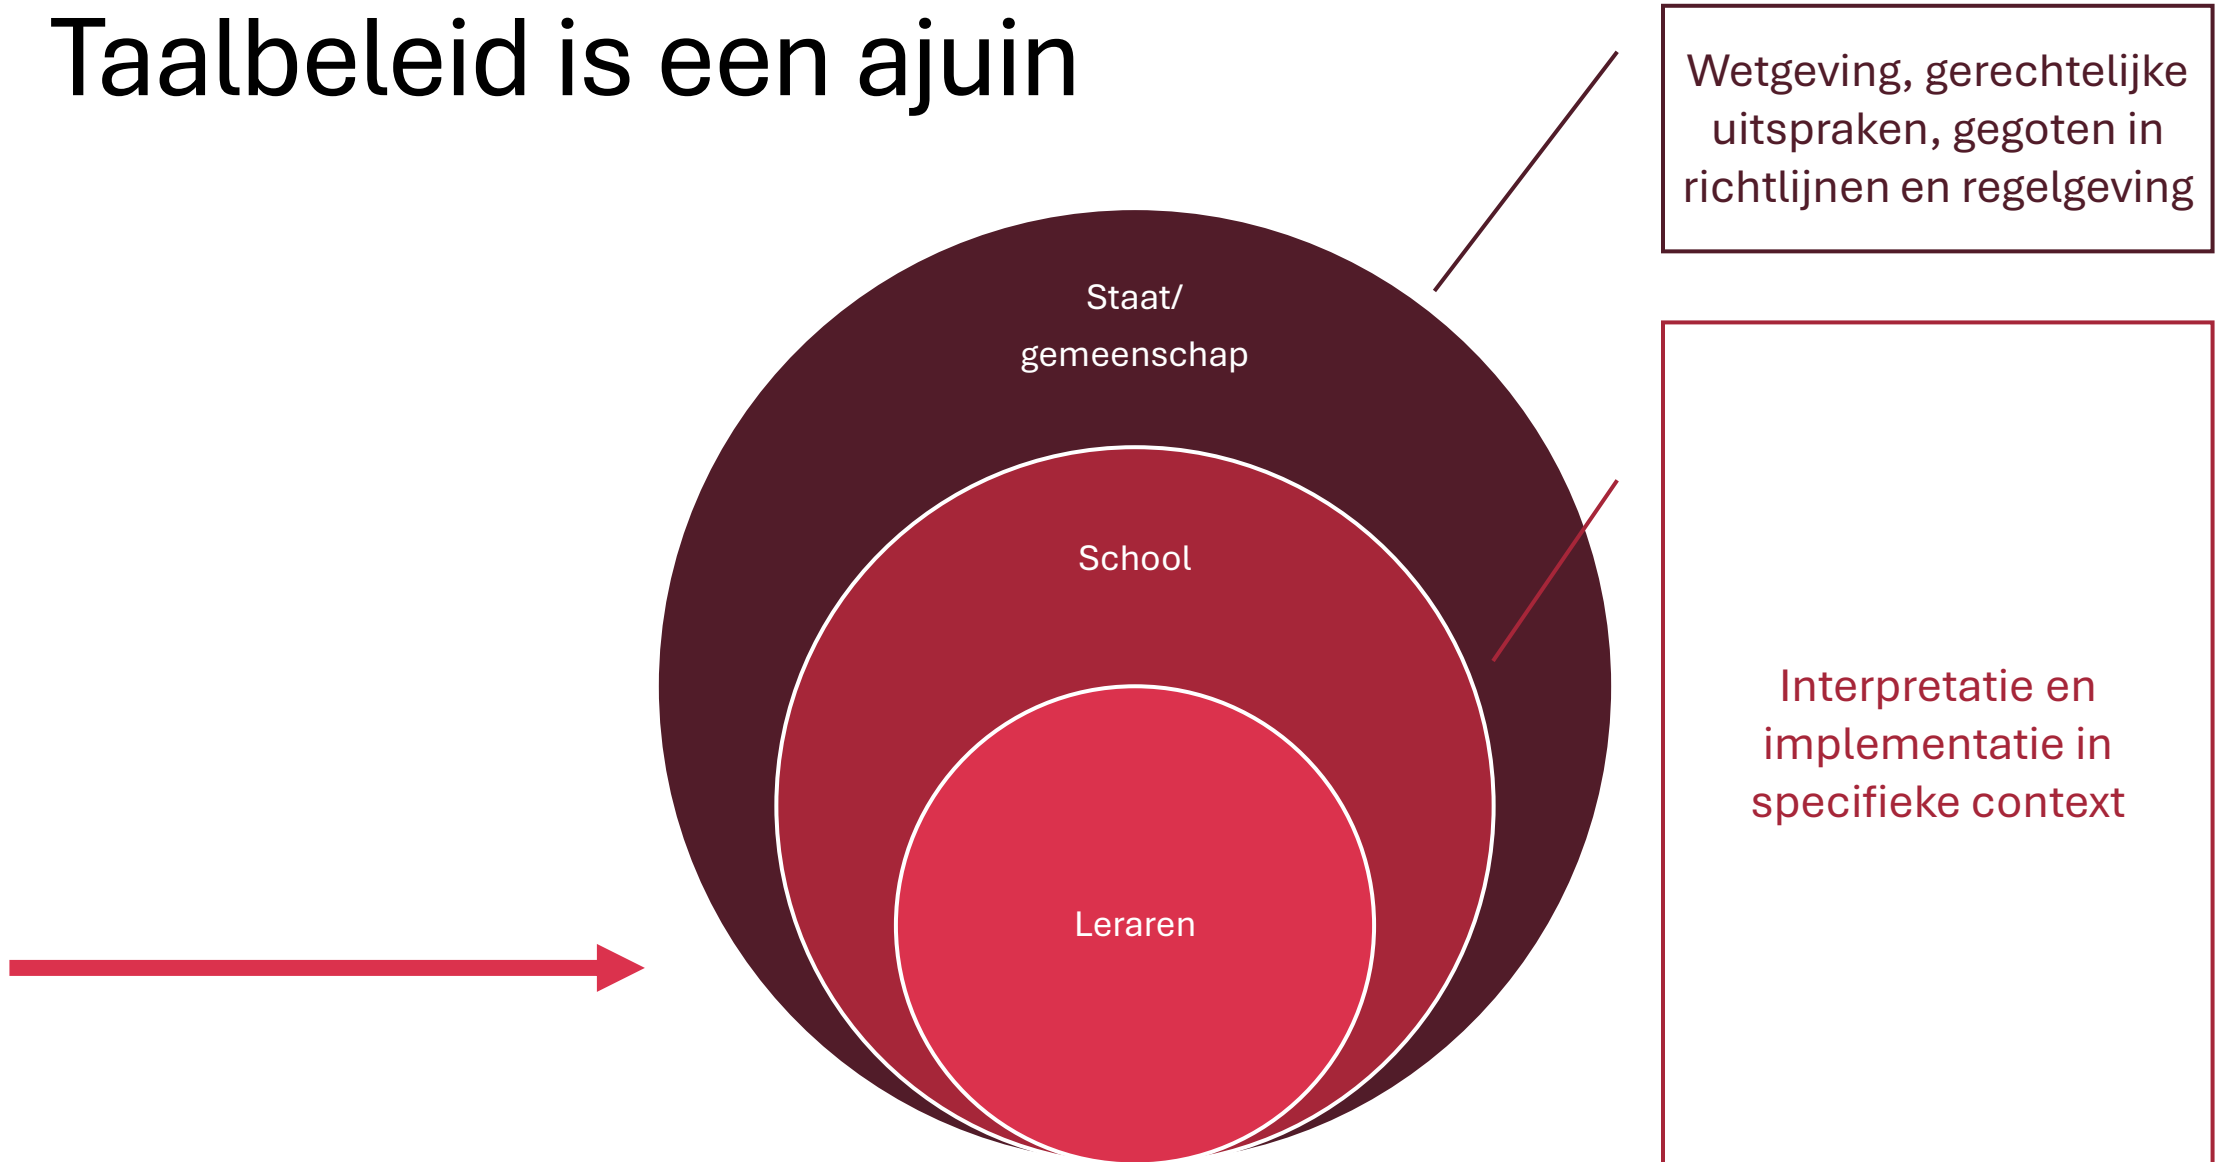 Taalbeleid is een ajuin
Wetgeving, gerechtelijke
uitspraken, gegoten in
richtlijnen en regelgeving
Staat/
gemeenschap
School
Leraren
Interpretatie en
implementatie in
specifieke context